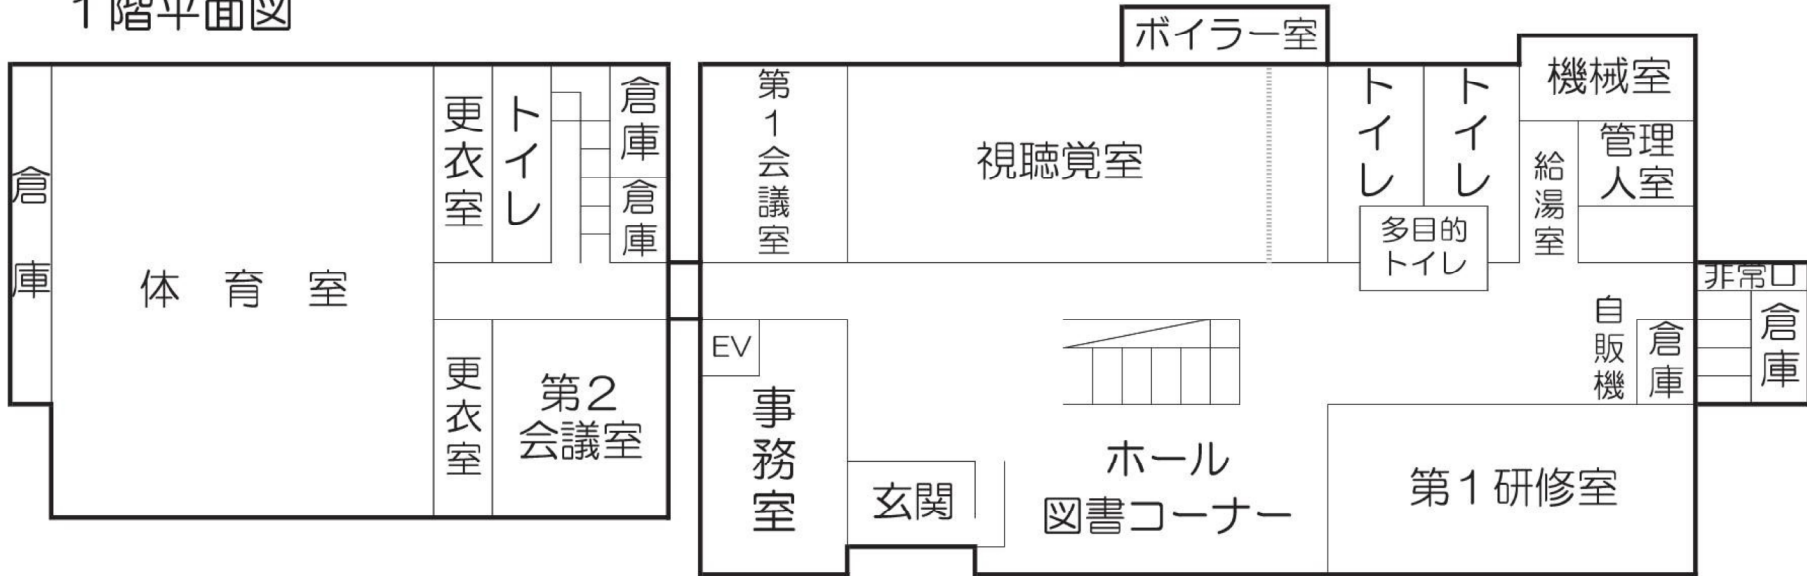 １階平面図
ボイラー室
倉庫
体育室
更衣室
トイレ
倉庫
倉庫
更衣室
第２
会議室
第１会議室
視聴覚室
トイレ
トイレ
多目的
トイレ
機械室
給湯室
管理
人室
非常口
倉庫
自販機
倉庫
EV
事務室
玄関
ホール
図書コーナー
第１研修室